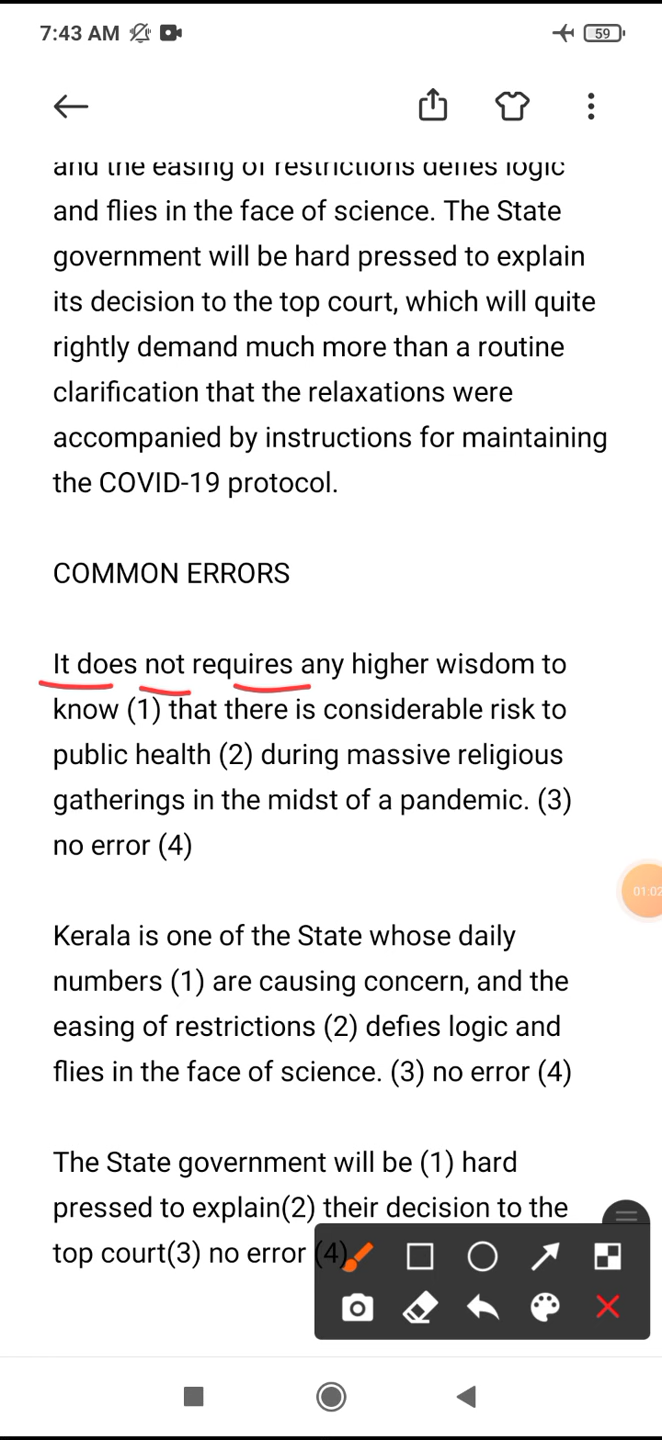 7:43 AM
59
and the easing of restrictions defies logic
and flies in the face of science. The State
government will be hard pressed to explain
its decision to the top court, which will quite
rightly demand much more than a routine
clarification that the relaxations were
accompanied by instructions for maintaining
the COVID-19 protocol.
COMMON ERRORS
It does not requires any higher wisdom to
know (1) that there is considerable risk to
public health (2) during massive religious
gatherings in the midst of a pandemic. (3)
no error (4)
Kerala is one of the State whose daily
numbers (1) are causing concern, and the
easing of restrictions (2) defies logic and
flies in the face of science. (3) no error (4)
The State government will be (1) hard
pressed to explain(2) their decision to the
top court(3) no error (4)
01:02